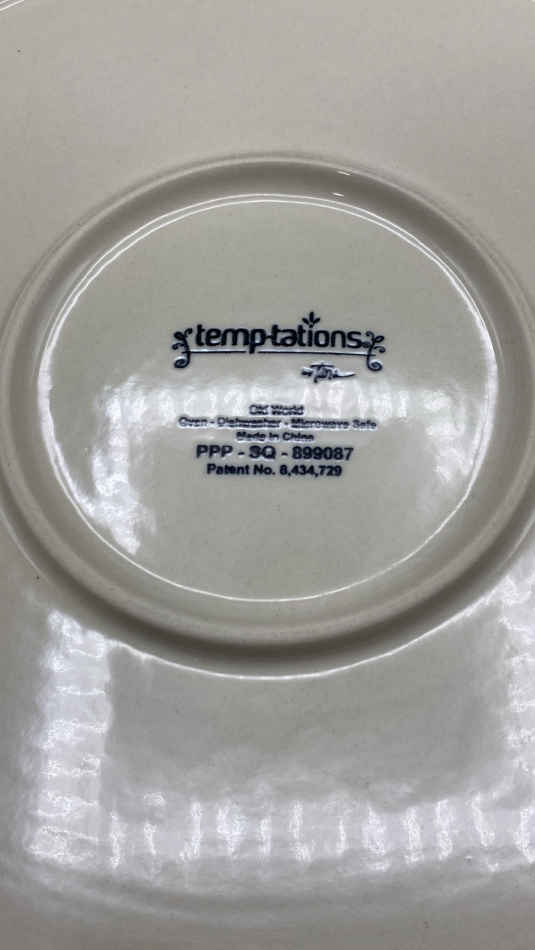 temp-tations
by Tara
Old World
Oven - Dishwasher - Microwave Safe
Made in China
PPP - SQ - 899087
Patent No. 8,434,729